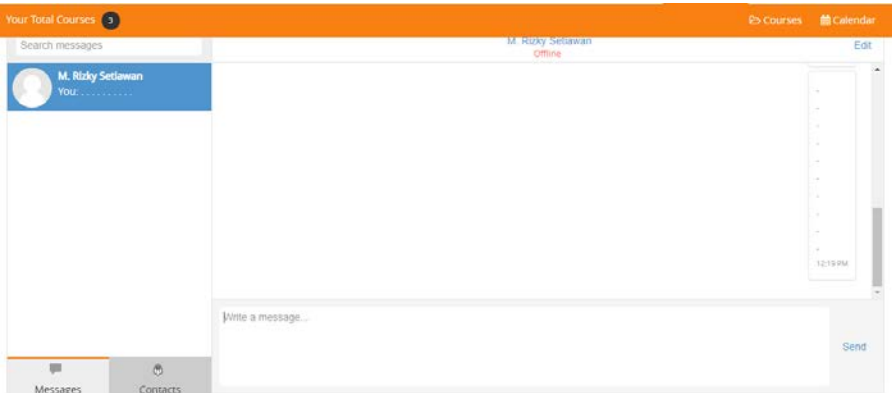 Your Total Courses 3
Courses
Calendar
Search messages
M. Rizky Setiawan
Offline
Edit
M. Rizky Setiawan
You: . . . . . . . . . .
.
.
.
.
.
.
.
.
.
.
12:19 PM
Write a message...
Send
Messages
Contacts